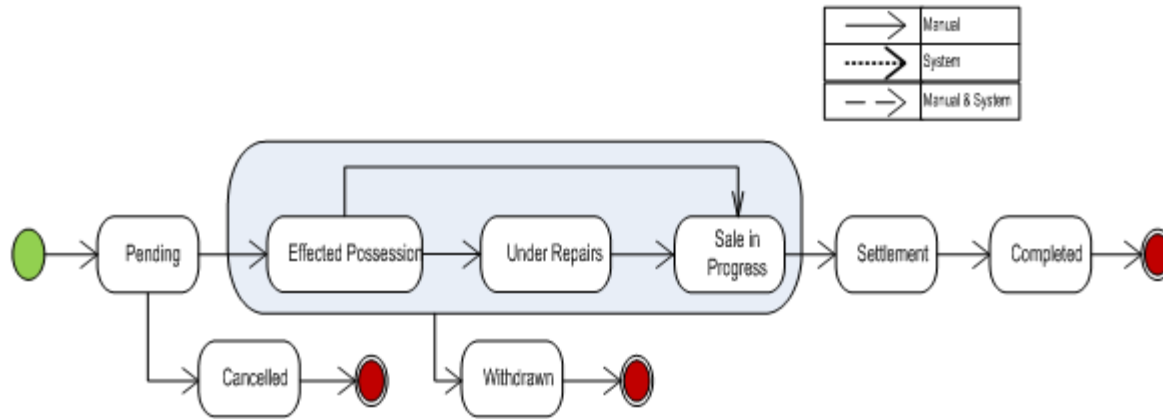 Manual
System
Manual & System
Pending
Effected Possession
Under Repairs
Sale in
Progress
Settlement
Completed
Cancelled
Withdrawn